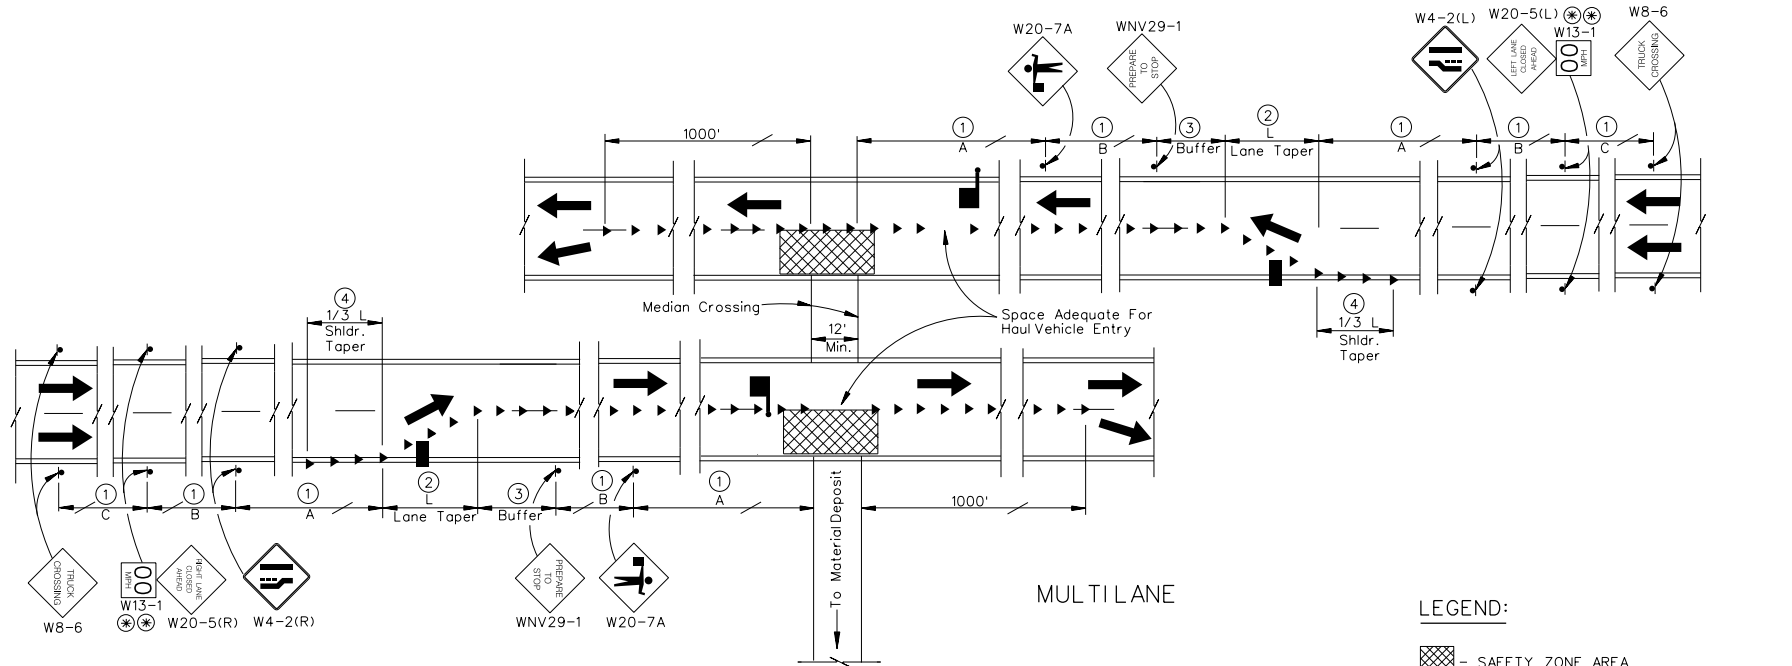 W4-2(L)
W20-5(L)
W13-1
W8-6
W20-7A
WNV29-1
PREPARE
TO
STOP
LEFT LANE
CLOSED
AHEAD
00
MPH
TRUCK
CROSSING
1000'
1
A
1
B
3
Buffer
2
L
Lane Taper
1
A
1
B
1
C
Median Crossing
Space Adequate For
Haul Vehicle Entry
12'
Min.
4
1/3 L
Shldr.
Taper
4
1/3 L
Shldr.
Taper
1
C
1
B
1
A
2
L
Lane Taper
3
Buffer
1
B
1
A
1000'
To Material Deposit
TRUCK
CROSSING
00
MPH
RIGHT LANE
CLOSED
AHEAD
PREPARE
TO
STOP
W8-6
W13-1
W20-5(R)
W4-2(R)
WNV29-1
W20-7A
MULTILANE
LEGEND:
- SAFETY ZONE AREA